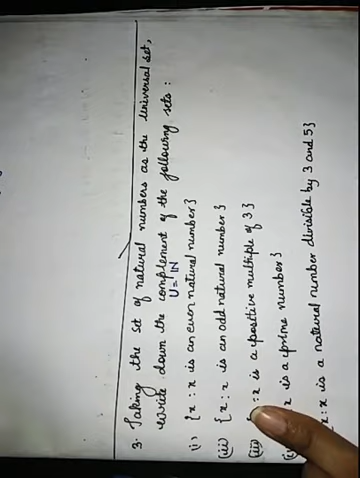 3. Taking the set of natural numbers as the universal set,
write down the complement of the following sets :
U = IN
(i) {x : x is an even natural number}
(ii) {x : x is an odd natural number }
(iii) : x is a positive multiple of 3 }
x is a prime number }
x : x is a natural number divisible by 3 and 5}